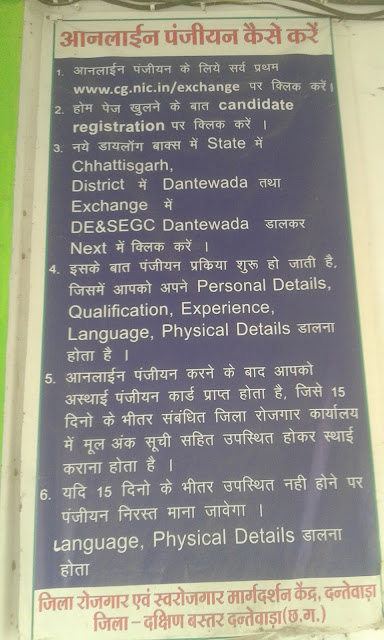 आनलाईन पंजीयन कैसे करें
1. आनलाईन पंजीयन के लिये सर्व प्रथम
www.cg.nic.in/exchange पर क्लिक करें।
2. होम पेज खुलने के बात candidate
registration पर क्लिक करें ।
3. नये डायलॉग बाक्स में State में
Chhattisgarh,
District में Dantewada तथा
Exchange में
DE&SEGC Dantewada डालकर
Next में क्लिक करें ।
4. इसके बात पंजीयन प्रक्रिया शुरू हो जाती है,
जिसमें आपको अपने Personal Details,
Qualification, Experience,
Language, Physical Details डालना
होता है ।
5. आनलाईन पंजीयन करने के बाद आपको
अस्थाई पंजीयन कार्ड प्राप्त होता है, जिसे 15
दिनो के भीतर संबंधित जिला रोजगार कार्यालय
में मूल अंक सूची सहित उपस्थित होकर स्थाई
कराना होता है ।
6. यदि 15 दिनो के भीतर उपस्थित नही होने पर
पंजीयन निरस्त माना जावेगा ।
Language, Physical Details डालना
होता
जिला रोजगार एवं स्वरोजगार मार्गदर्शन केंद्र, दन्तेवाड़ा
जिला – दक्षिण बस्तर दन्तेवाड़ा(छ.ग.)